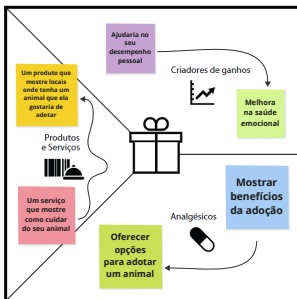 Ajudaria no
seu
desempenho
pessoal
Criadores de ganhos
Melhora
na saúde
emocional
Um produto que
mostre locais
onde tenha um
animal que ela
gostaria de
adotar
Produtos
e Serviços
Um serviço
que mostre
como cuidar
do seu animal
Mostrar
benefícios
da adoção
Analgésicos
Oferecer
opções
para adotar
um animal